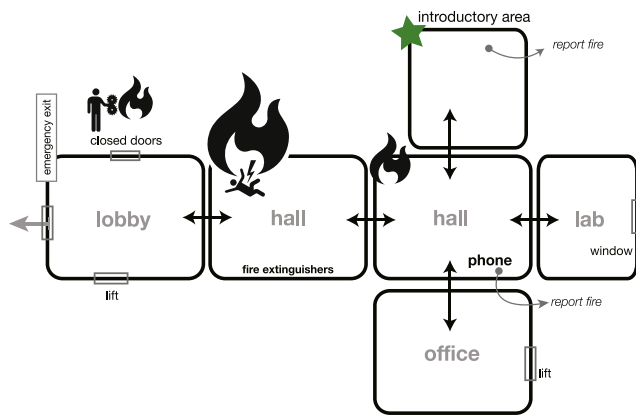 introductory area
report fire
emergency exit
closed doors
lobby
hall
hall
lab
window
fire extinguishers
phone
lift
report fire
office
lift